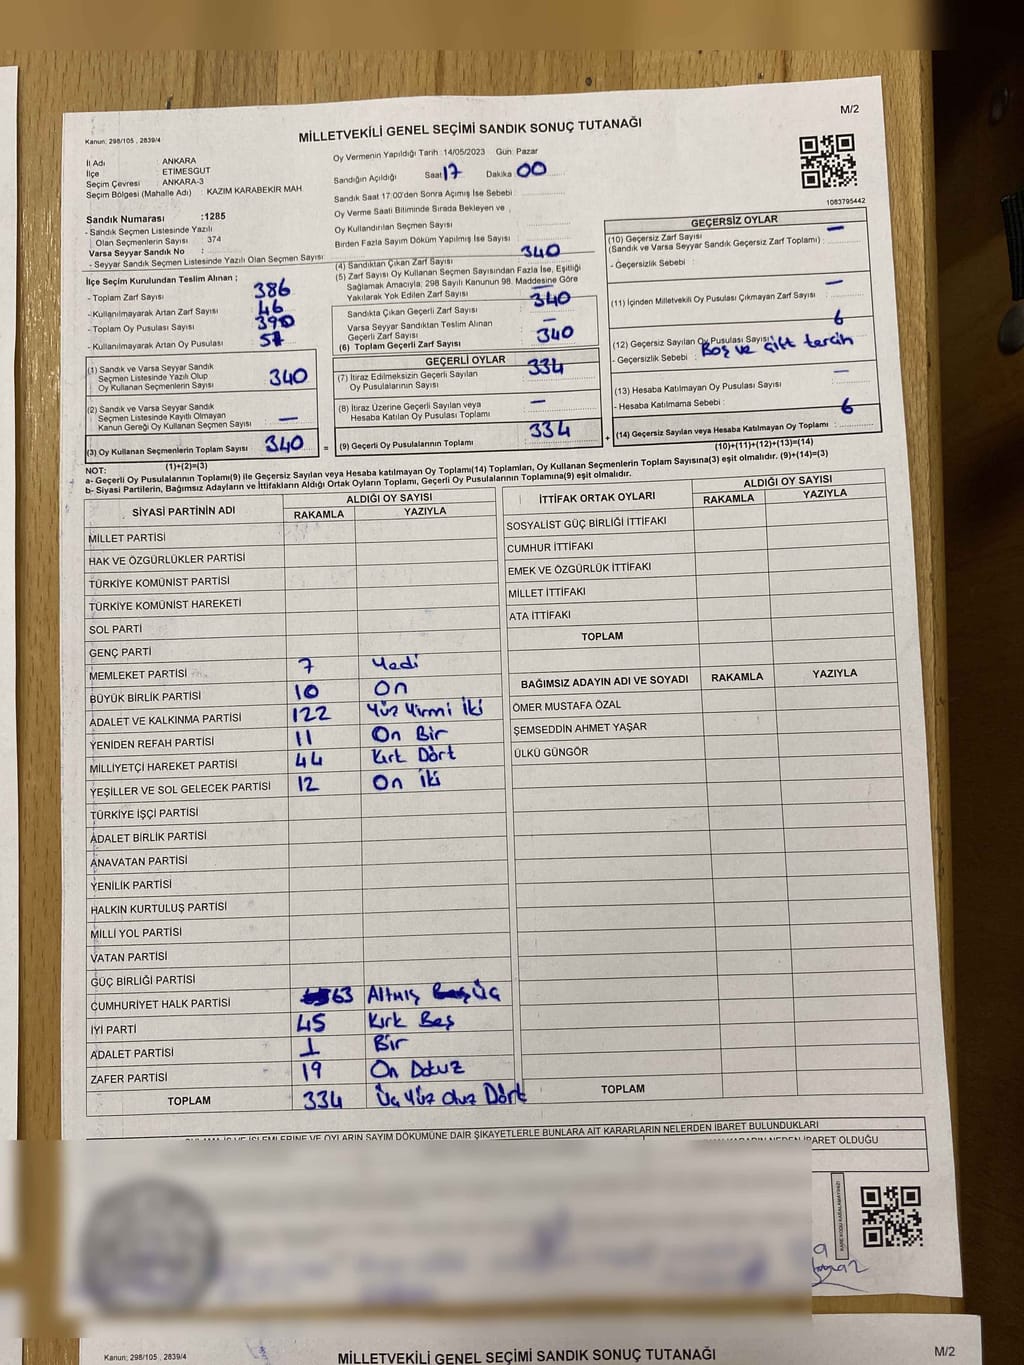 M/2
Kanun: 298/105 , 2839/4
MİLLETVEKİLİ GENEL SEÇİMİ SANDIK SONUÇ TUTANAĞI
İl Adı : ANKARA
İlçe : ETİMESGUT
Seçim Çevresi : ANKARA-3
Seçim Bölgesi (Mahalle Adı) : KAZIM KARABEKİR MAH.
Sandık Numarası :1285
- Sandık Seçmen Listesinde Yazılı
Olan Seçmenlerin Sayısı : 374
Varsa Seyyar Sandık No :
- Seyyar Sandık Seçmen Listesinde Yazılı Olan Seçmen Sayısı
Oy Vermenin Yapıldığı Tarih :14/05/2023 Gün: Pazar
Sandığın Açıldığı Saat 17 Dakika 00
Sandık Saat 17:00'den Sonra Açımış İse Sebebi :
Oy Verme Saati Bitiminde Sırada Bekleyen ve
Oy Kullandırılan Seçmen Sayısı
Birden Fazla Sayım Döküm Yapılmış İse Sayısı
1083795442
İlçe Seçim Kurulundan Teslim Alınan ;
- Toplam Zarf Sayısı : 386
- Kullanılmayarak Artan Zarf Sayısı : 46
- Toplam Oy Pusulası Sayısı : 390
- Kullanılmayarak Artan Oy Pusulası :
(1) Sandık ve Varsa Seyyar Sandık
Seçmen Listesinde Yazılı Olup
Oy Kullanan Seçmenlerin Sayısı 340
(2) Sandık ve Varsa Seyyar Sandık
Seçmen Listesinde Kayıtlı Olmayan
Kanun Gereği Oy Kullanan Seçmen Sayısı : —
(3) Oy Kullanan Seçmenlerin Toplam Sayısı 340
(1)+(2)=(3)
(4) Sandıktan Çıkan Zarf Sayısı : 340
(5) Zarf Sayısı Oy Kullanan Seçmen Sayısından Fazla İse, Eşitliği
Sağlamak Amacıyla, 298 Sayılı Kanunun 98. Maddesine Göre
Yakılarak Yok Edilen Zarf Sayısı : —
Sandıkta Çıkan Geçerli Zarf Sayısı 340
Varsa Seyyar Sandıktan Teslim Alınan
Geçerli Zarf Sayısı —
(6) Toplam Geçerli Zarf Sayısı 340
GEÇERLİ OYLAR
(7) İtiraz Edilmeksizin Geçerli Sayılan
Oy Pusulalarının Sayısı 334
(8) İtiraz Üzerine Geçerli Sayılan veya
Hesaba Katılan Oy Pusulası Toplamı —
= (9) Geçerli Oy Pusulalarının Toplamı 334
GEÇERSİZ OYLAR
(10) Geçersiz Zarf Sayısı
(Sandık ve Varsa Seyyar Sandık Geçersiz Zarf Toplamı) : —
- Geçersizlik Sebebi :
(11) İçinden Milletvekili Oy Pusulası Çıkmayan Zarf Sayısı —
(12) Geçersiz Sayılan Oy Pusulası Sayısı 6
- Geçersizlik Sebebi : Boş ve çift tercih
(13) Hesaba Katılmayan Oy Pusulası Sayısı —
- Hesaba Katılmama Sebebi :
+ (14) Geçersiz Sayılan veya Hesaba Katılmayan Oy Toplamı : 6
(10)+(11)+(12)+(13)=(14)
NOT:
a- Geçerli Oy Pusulalarının Toplamı(9) ile Geçersiz Sayılan veya Hesaba katılmayan Oy Toplamı(14) Toplamları, Oy Kullanan Seçmenlerin Toplam Sayısına(3) eşit olmalıdır. (9)+(14)=(3)
b- Siyasi Partilerin, Bağımsız Adayların ve İttifakların Aldığı Ortak Oyların Toplamı, Geçerli Oy Pusulalarının Toplamına(9) eşit olmalıdır.
SİYASİ PARTİNİN ADI ALDIĞI OY SAYISI
RAKAMLA YAZIYLA
MİLLET PARTİSİ
HAK VE ÖZGÜRLÜKLER PARTİSİ
TÜRKİYE KOMÜNİST PARTİSİ
TÜRKİYE KOMÜNİST HAREKETİ
SOL PARTİ
GENÇ PARTİ
MEMLEKET PARTİSİ 7 Yedi
BÜYÜK BİRLİK PARTİSİ 10 On
ADALET VE KALKINMA PARTİSİ 122 Yüz Yirmi İki
YENİDEN REFAH PARTİSİ 11 On Bir
MİLLİYETÇİ HAREKET PARTİSİ 44 Kırk Dört
YEŞİLLER VE SOL GELECEK PARTİSİ 12 On iki
TÜRKİYE İŞÇİ PARTİSİ
ADALET BİRLİK PARTİSİ
ANAVATAN PARTİSİ
YENİLİK PARTİSİ
HALKIN KURTULUŞ PARTİSİ
MİLLİ YOL PARTİSİ
VATAN PARTİSİ
GÜÇ BİRLİĞİ PARTİSİ
CUMHURİYET HALK PARTİSİ 63 Altmış Üç
İYİ PARTİ 45 Kırk Beş
ADALET PARTİSİ 1 Bir
ZAFER PARTİSİ 19 On Dokuz
TOPLAM 334 Üç Yüz Otuz Dört
İTTİFAK ORTAK OYLARI ALDIĞI OY SAYISI
RAKAMLA YAZIYLA
SOSYALİST GÜÇ BİRLİĞİ İTTİFAKI
CUMHUR İTTİFAKI
EMEK VE ÖZGÜRLÜK İTTİFAKI
MİLLET İTTİFAKI
ATA İTTİFAKI
TOPLAM
BAĞIMSIZ ADAYIN ADI VE SOYADI RAKAMLA YAZIYLA
ÖMER MUSTAFA ÖZAL
ŞEMSEDDİN AHMET YAŞAR
ÜLKÜ GÜNGÖR
TOPLAM
OYLAMA İŞ VE İŞLEMLERİNE VE OYLARIN SAYIM DÖKÜMÜNE DAİR ŞİKAYETLERLE BUNLARA AİT KARARLARIN NELERDEN İBARET BULUNDUKLARI
KARARIN NEDEN İBARET OLDUĞU
KARE KODU KARALAMAYINIZ!
Kanun: 298/105 , 2839/4
MİLLETVEKİLİ GENEL SEÇİMİ SANDIK SONUÇ TUTANAĞI
M/2